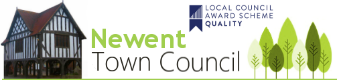 LOCAL COUNCIL
AWARD SCHEME
QUALITY
Newent
Town Council